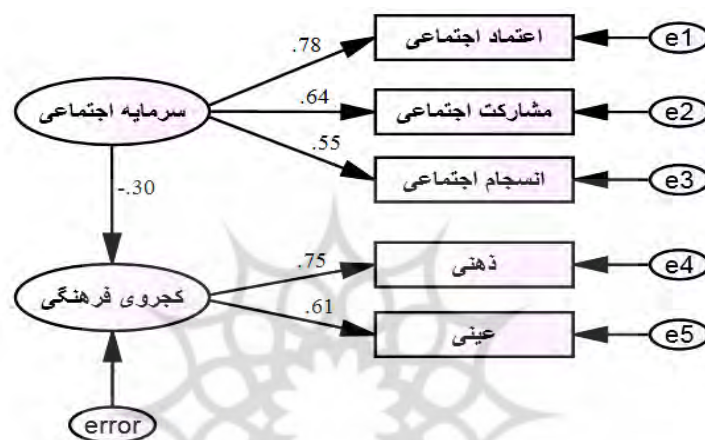 .78
اعتماد اجتماعی
e1
سرمایه اجتماعی
.64
مشارکت اجتماعی
e2
.55
انسجام اجتماعی
e3
-.30
.75
ذهنی
e4
کجروی فرهنگی
.61
عینی
e5
error